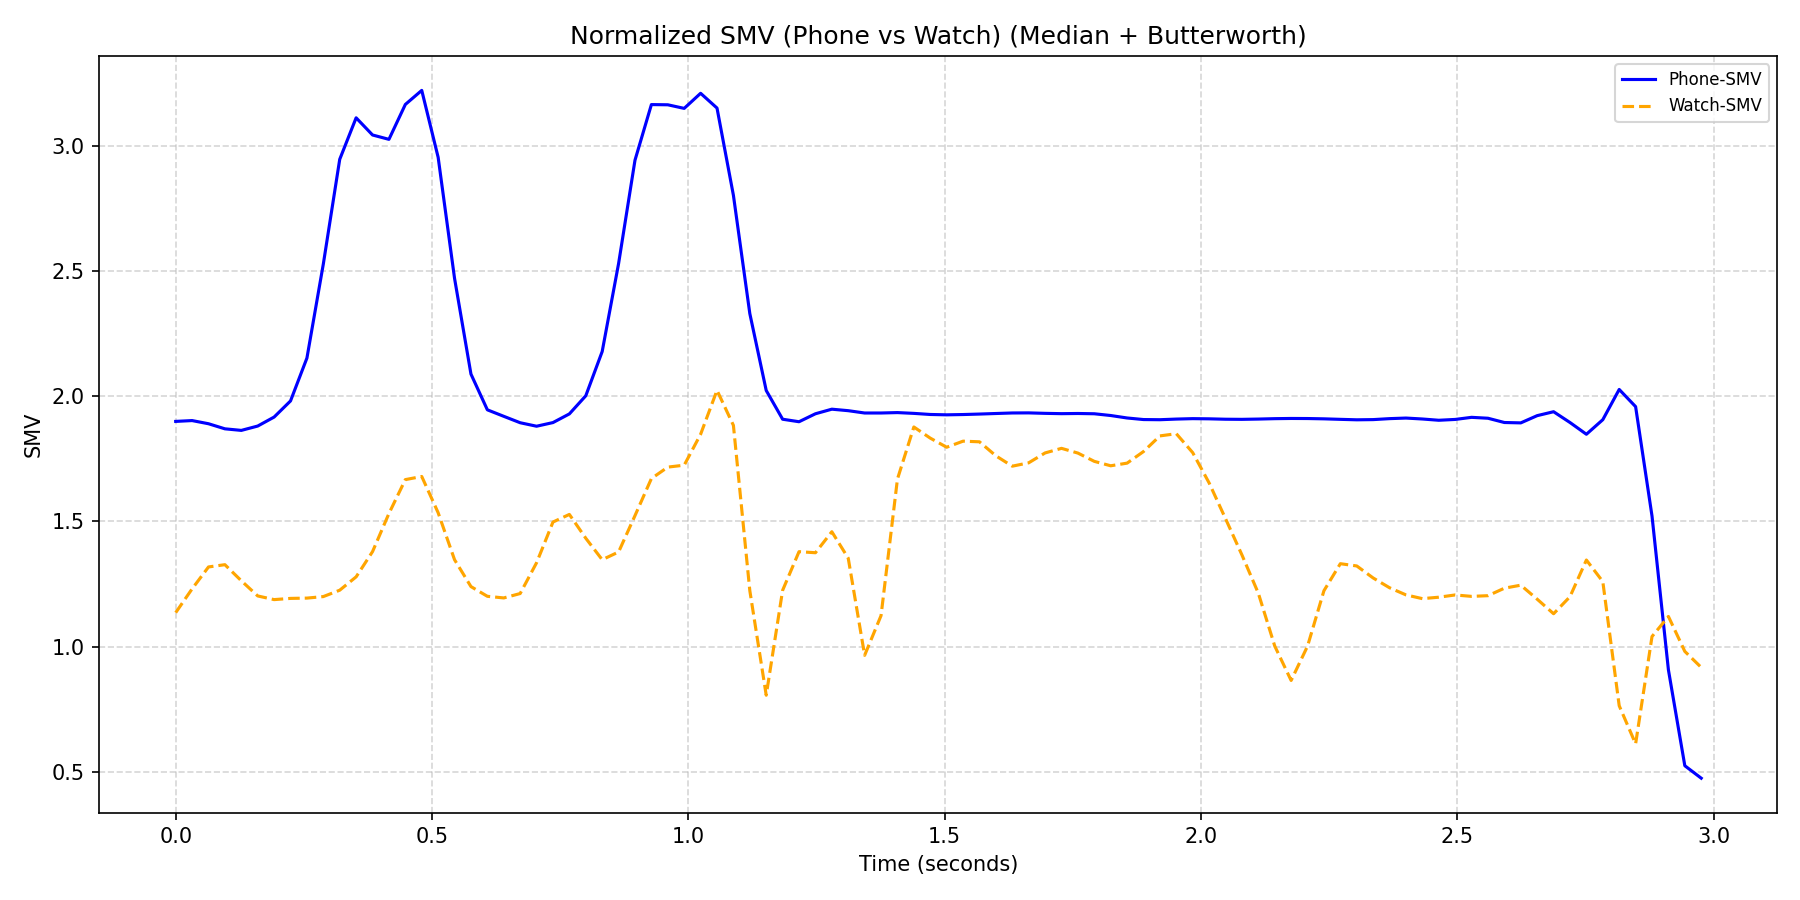 Normalized SMV (Phone vs Watch) (Median + Butterworth)
Phone-SMV
Watch-SMV
3.0
2.5
2.0
1.5
1.0
0.5
SMV
0.0 0.5 1.0 1.5 2.0 2.5 3.0
Time (seconds)